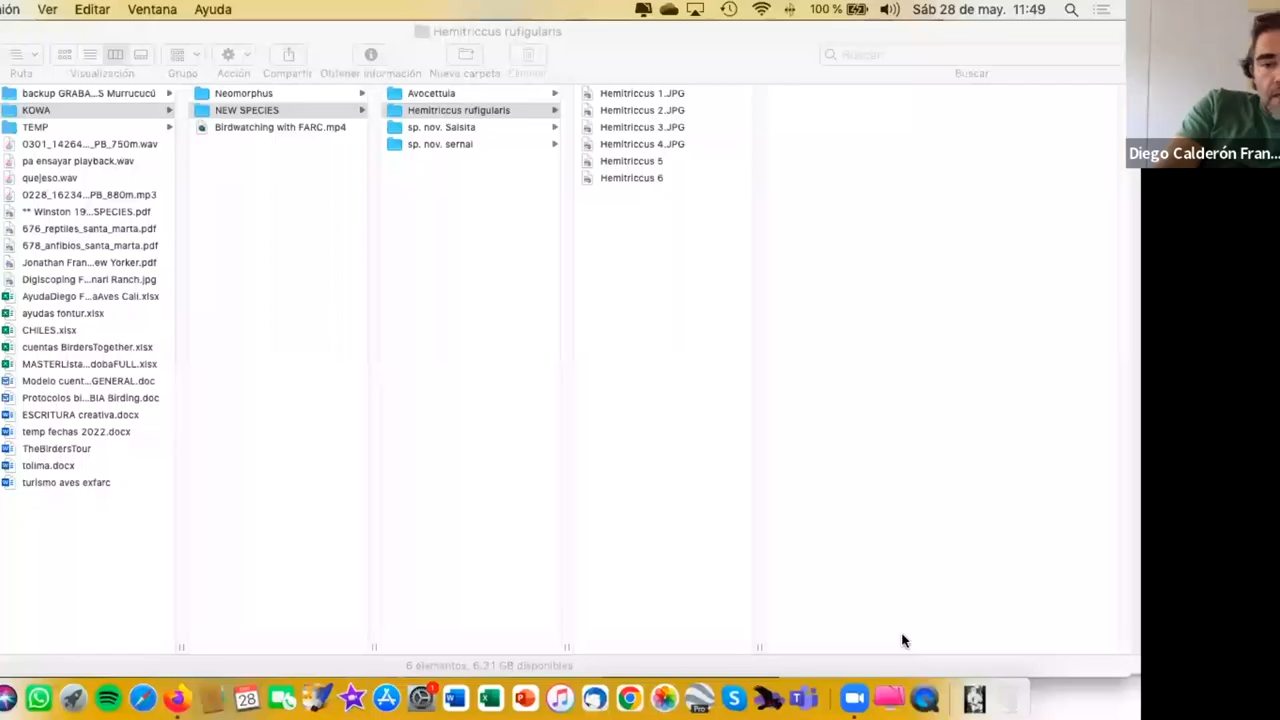 ión Ver Editar Ventana Ayuda 100 % Sáb 28 de may. 11:49
Hemitriccus rufigularis
Buscar
Ruta Visualización Grupo Acción Compartir Obtener información Nueva carpeta Eliminar Buscar
backup GRABA...S Murrucucú
KOWA
TEMP
0301_14264..._PB_750m.wav
pa ensayar playback.wav
quejeso.wav
0228_16234...PB_880m.mp3
** Winston 19...SPECIES.pdf
676_reptiles_santa_marta.pdf
678_anfibios_santa_marta.pdf
Jonathan Fran...ew Yorker.pdf
Digiscoping F...nari Ranch.jpg
AyudaDiego F...aAves Cali.xlsx
ayudas fontur.xlsx
CHILES.xlsx
cuentas BirdersTogether.xlsx
MASTERLista...dobaFULL.xlsx
Modelo cuent...GENERAL.doc
Protocolos bi...BIA Birding.doc
ESCRITURA creativa.docx
temp fechas 2022.docx
TheBirdersTour
tolima.docx
turismo aves exfarc
Neomorphus
NEW SPECIES
Birdwatching with FARC.mp4
Avocettula
Hemitriccus rufigularis
sp. nov. Salsita
sp. nov. sernai
Hemitriccus 1.JPG
Hemitriccus 2.JPG
Hemitriccus 3.JPG
Hemitriccus 4.JPG
Hemitriccus 5
Hemitriccus 6
Diego Calderón Fran...
6 elementos, 6.31 GB disponibles
28
1
Pro